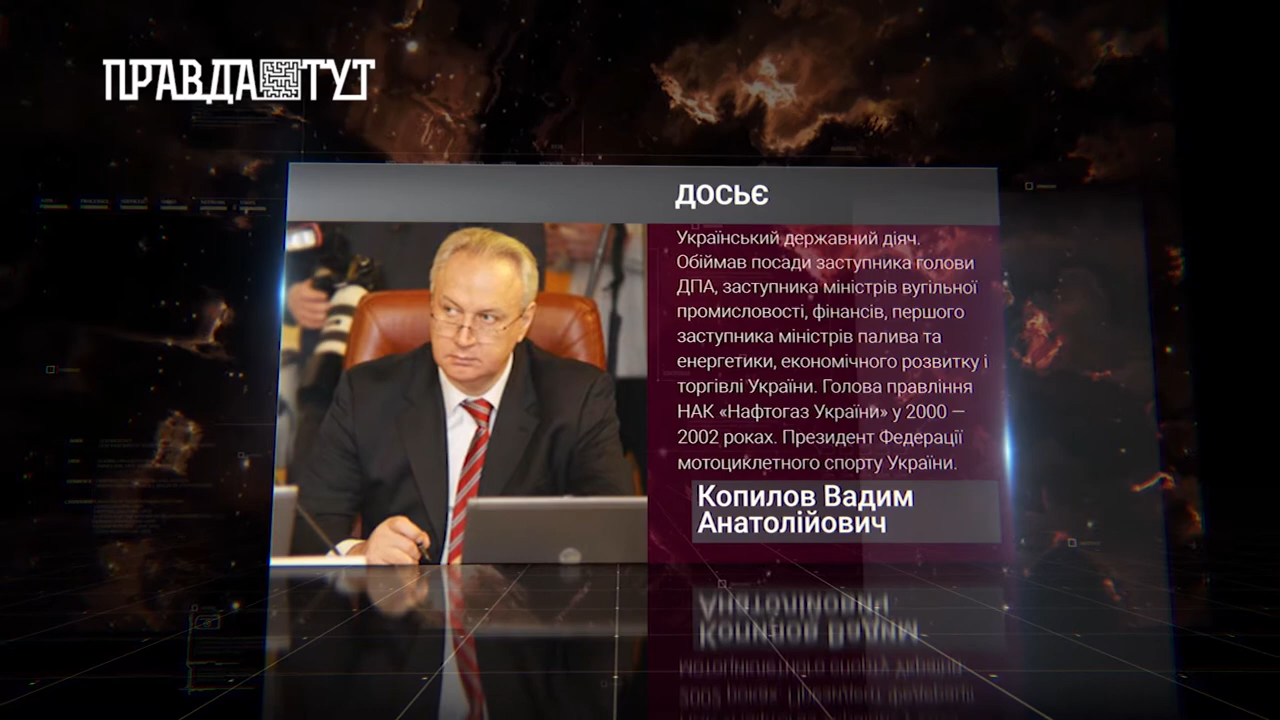 ПРАВДА ТУТ
ДОСЬЄ
Український державний діяч.
Обіймав посади заступника голови
ДПА, заступника міністрів вугільної
промисловості, фінансів, першого
заступника міністрів палива та
енергетики, економічного розвитку і
торгівлі України. Голова правління
НАК «Нафтогаз України» у 2000 —
2002 роках. Президент Федерації
мотоциклетного спорту України.
Копилов Вадим
Анатолійович